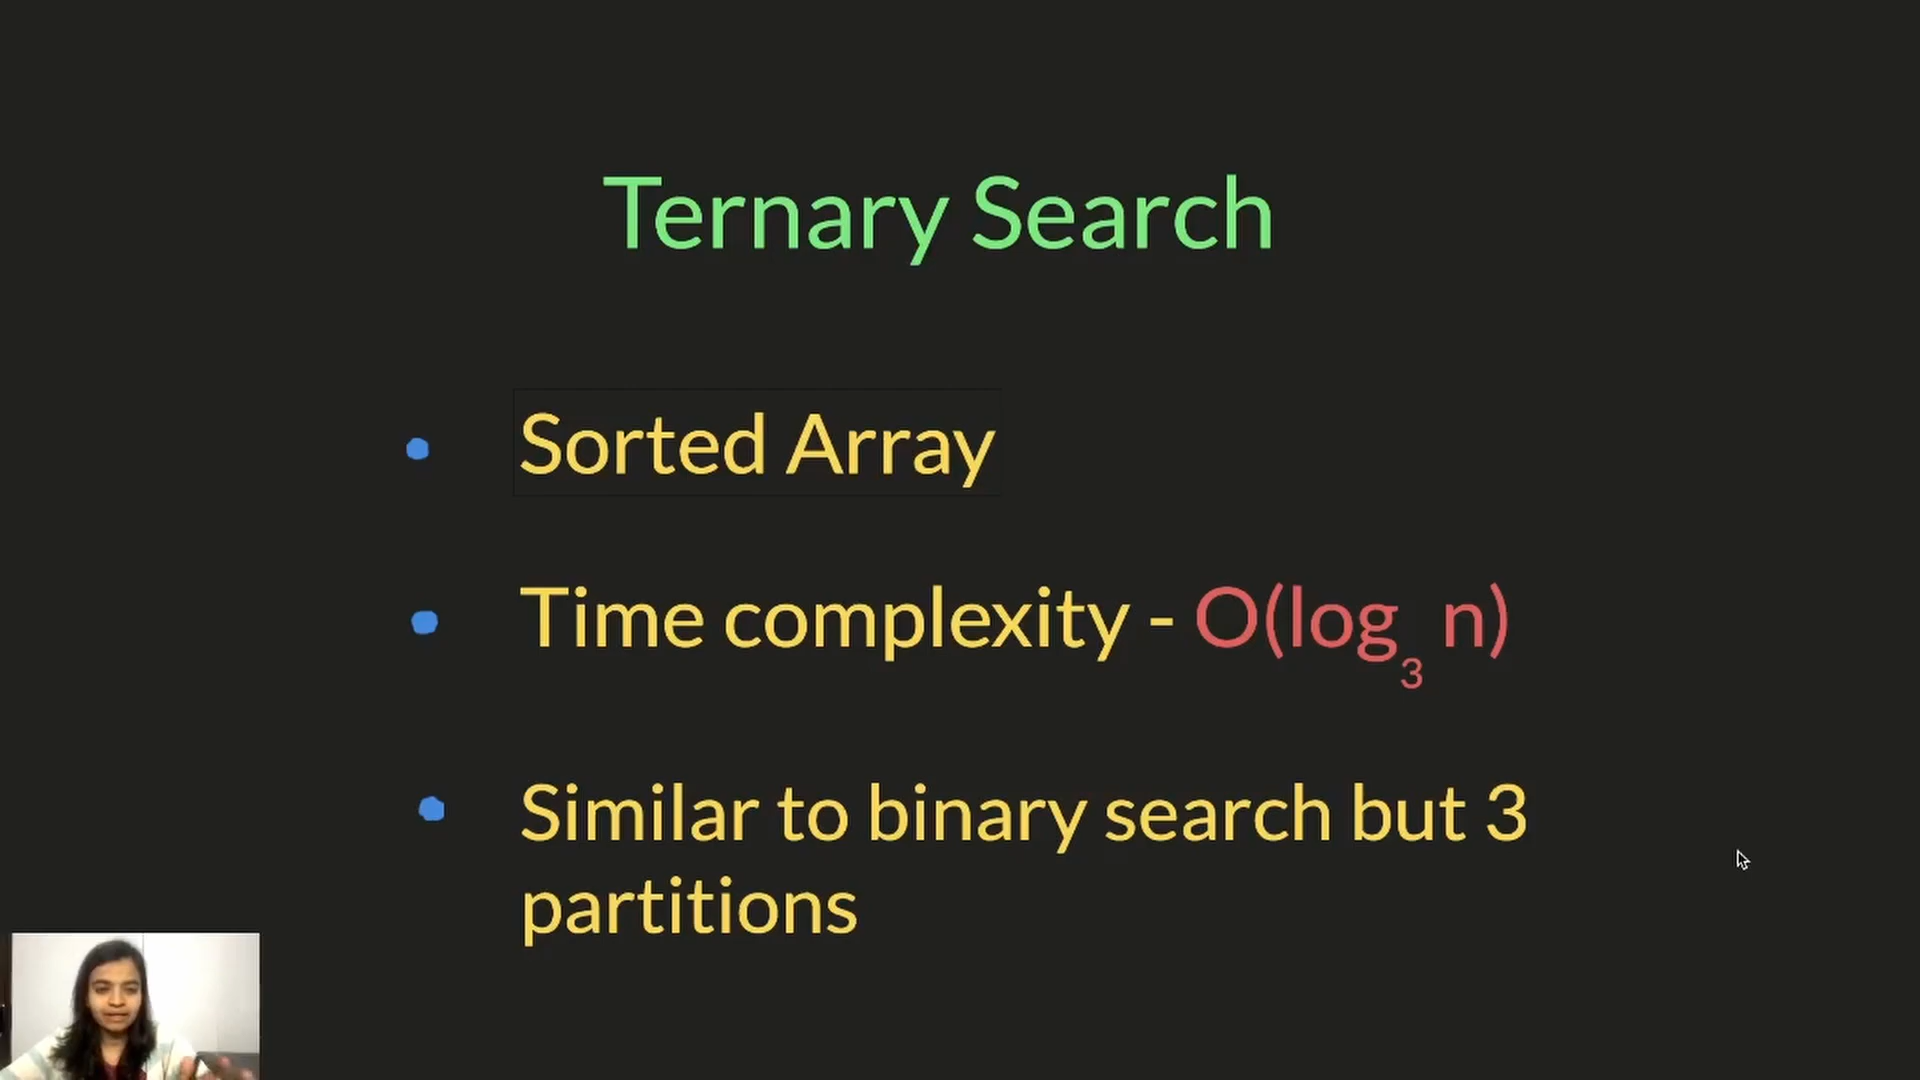 Ternary Search
Sorted Array
Time complexity - O(log₃ n)
Similar to binary search but 3
partitions